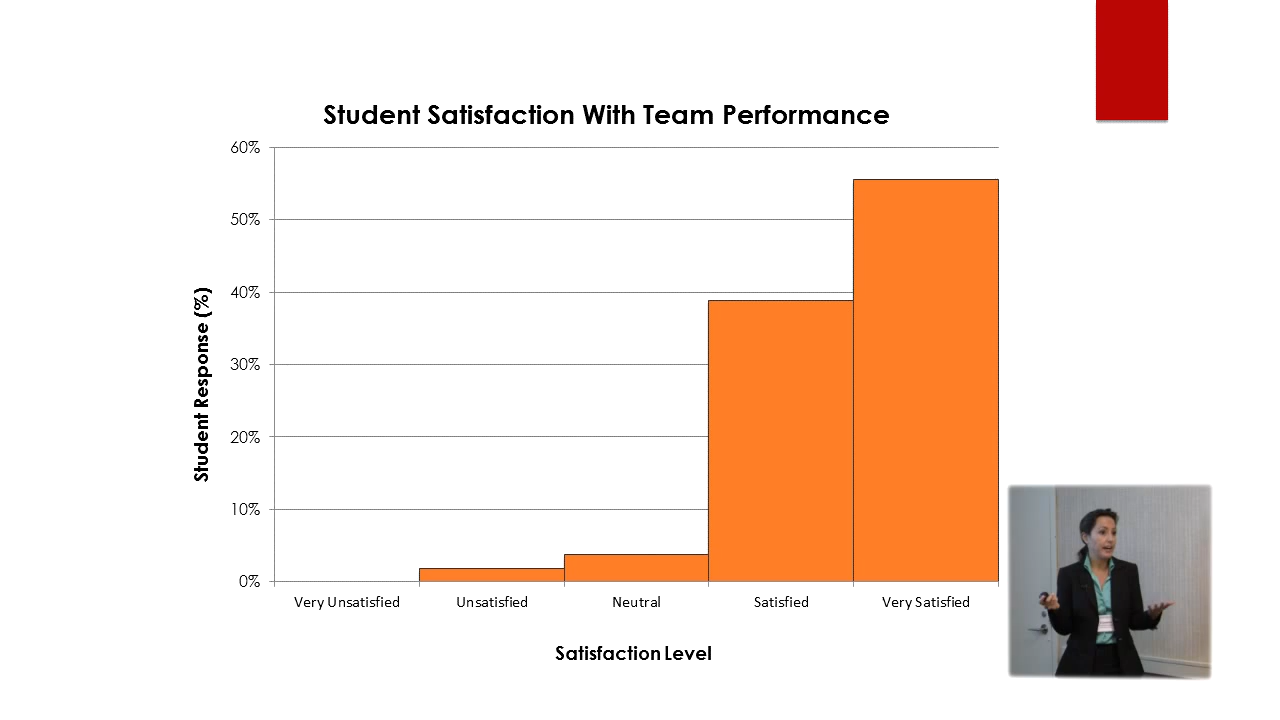 Student Satisfaction With Team Performance
60%
50%
40%
30%
20%
10%
0%
Student Response (%)
Very Unsatisfied
Unsatisfied
Neutral
Satisfied
Very Satisfied
Satisfaction Level